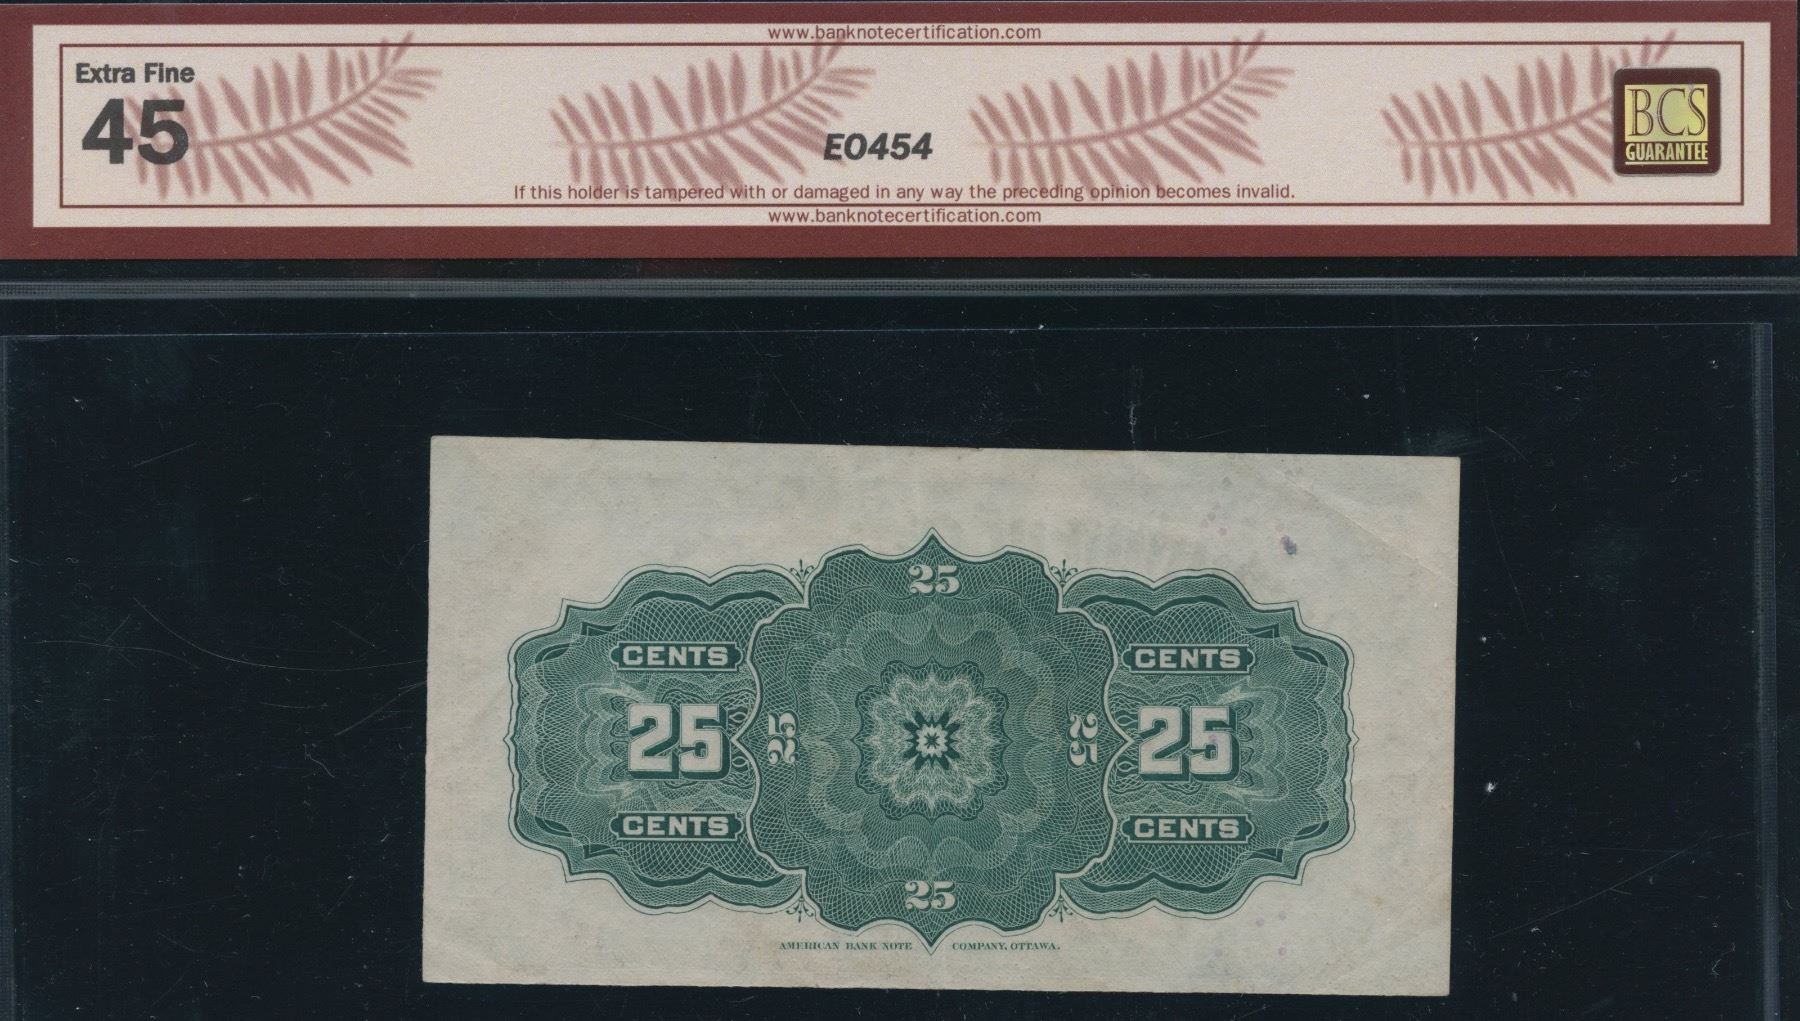 www.banknotecertification.com
Extra Fine
45
EO454
BCS
GUARANTEE
If this holder is tampered with or damaged in any way the preceding opinion becomes invalid.
www.banknotecertification.com
25
CENTS
CENTS
25
25
25
25
CENTS
CENTS
25
AMERICAN BANK NOTE COMPANY, OTTAWA.